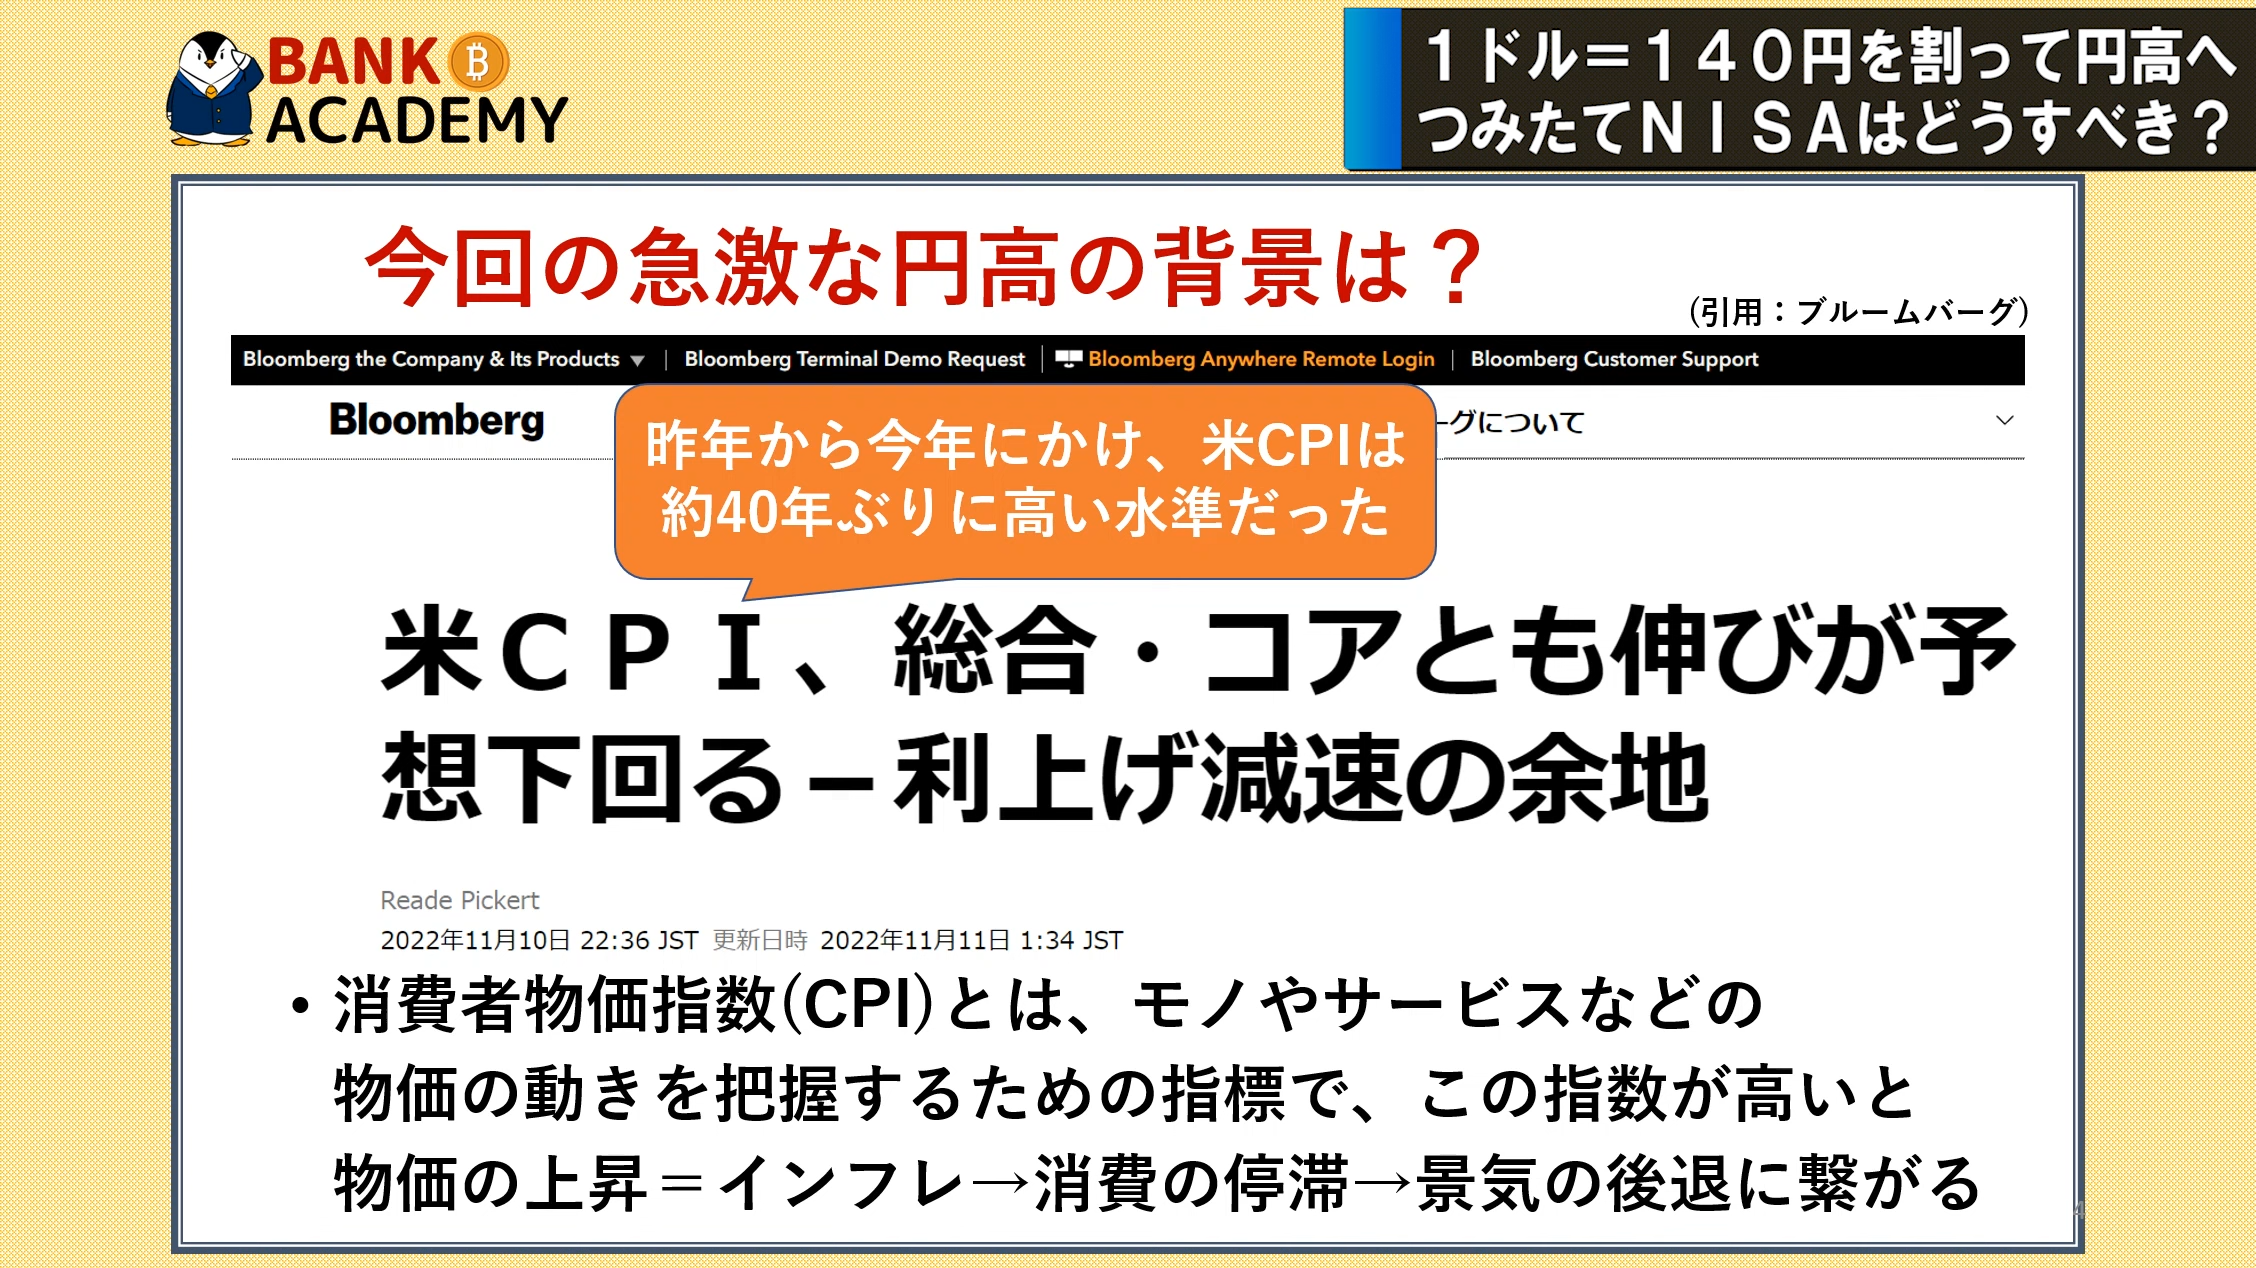 BANK
ACADEMY
1ドル＝140円を割って円高へ
つみたてNISAはどうすべき？
今回の急激な円高の背景は？
(引用：ブルームバーグ)
Bloomberg the Company & Its Products ▼ | Bloomberg Terminal Demo Request | Bloomberg Anywhere Remote Login | Bloomberg Customer Support
Bloomberg
ーグについて
昨年から今年にかけ、米CPIは
約40年ぶりに高い水準だった
米ＣＰＩ、総合・コアとも伸びが予
想下回る－利上げ減速の余地
Reade Pickert
2022年11月10日 22:36 JST 更新日時 2022年11月11日 1:34 JST
・消費者物価指数(CPI)とは、モノやサービスなどの
物価の動きを把握するための指標で、この指数が高いと
物価の上昇＝インフレ→消費の停滞→景気の後退に繋がる
4